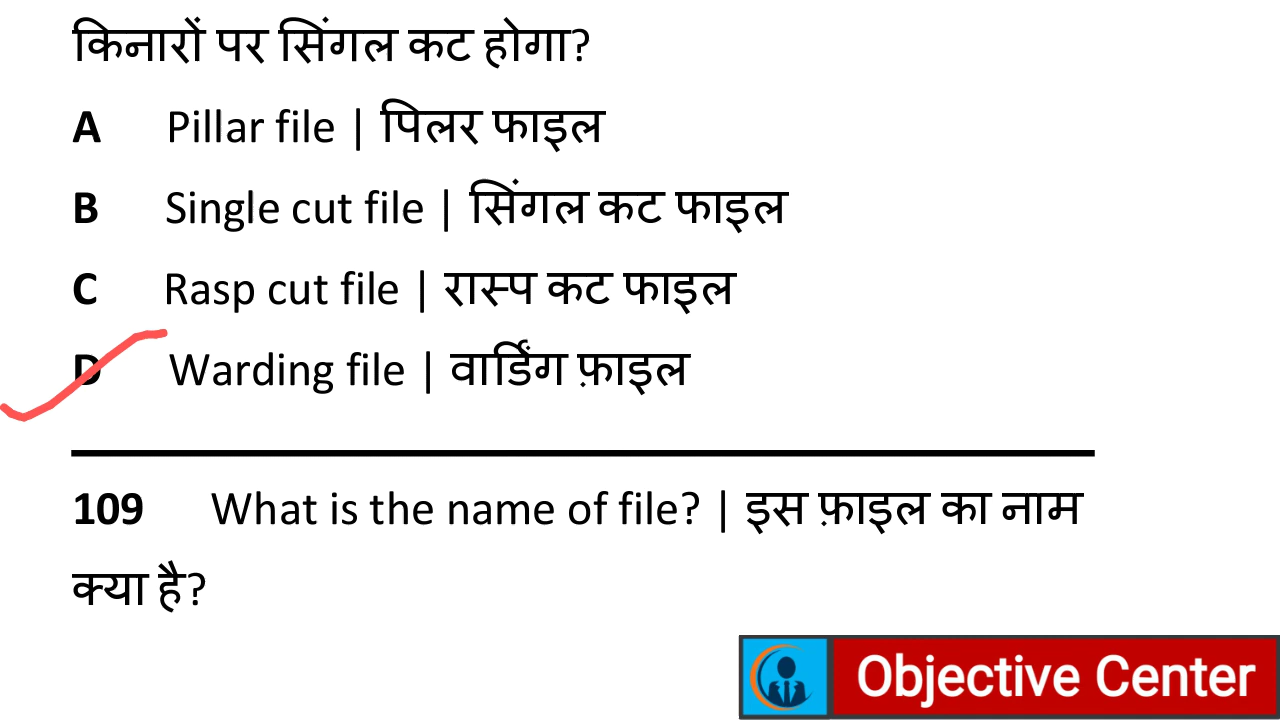 किनारों पर सिंगल कट होगा?
A Pillar file | पिलर फाइल
B Single cut file | सिंगल कट फाइल
C Rasp cut file | रास्प कट फाइल
D Warding file | वार्डिंग फ़ाइल
109 What is the name of file? | इस फ़ाइल का नाम
क्या है?
Objective Center